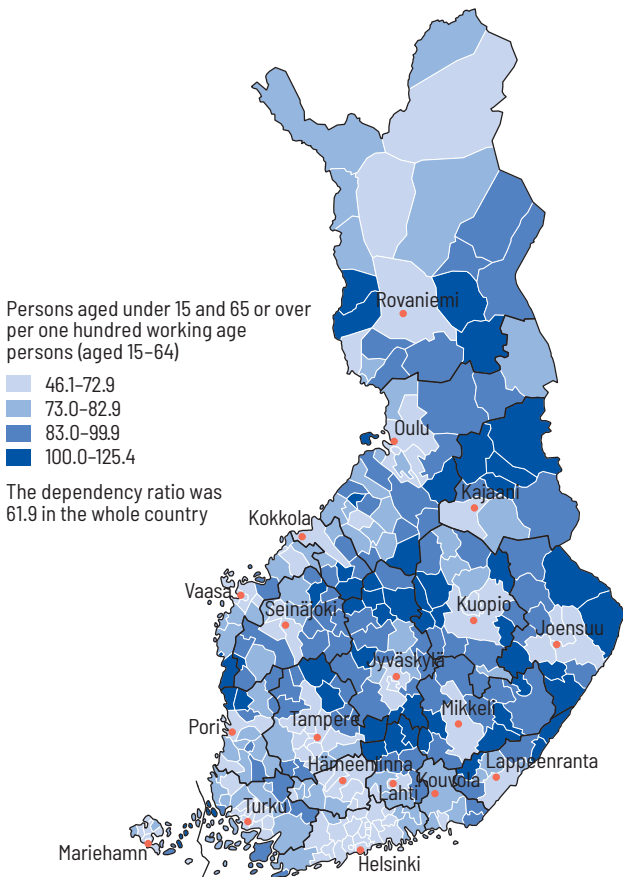 Persons aged under 15 and 65 or over
per one hundred working age
persons (aged 15–64)
46.1–72.9
73.0–82.9
83.0–99.9
100.0–125.4
The dependency ratio was
61.9 in the whole country
Rovaniemi
Oulu
Kajaani
Kokkola
Vaasa
Seinäjoki
Kuopio
Joensuu
Jyväskylä
Mikkeli
Pori
Tampere
Hämeenlinna
Lahti
Kouvola
Lappeenranta
Turku
Mariehamn
Helsinki